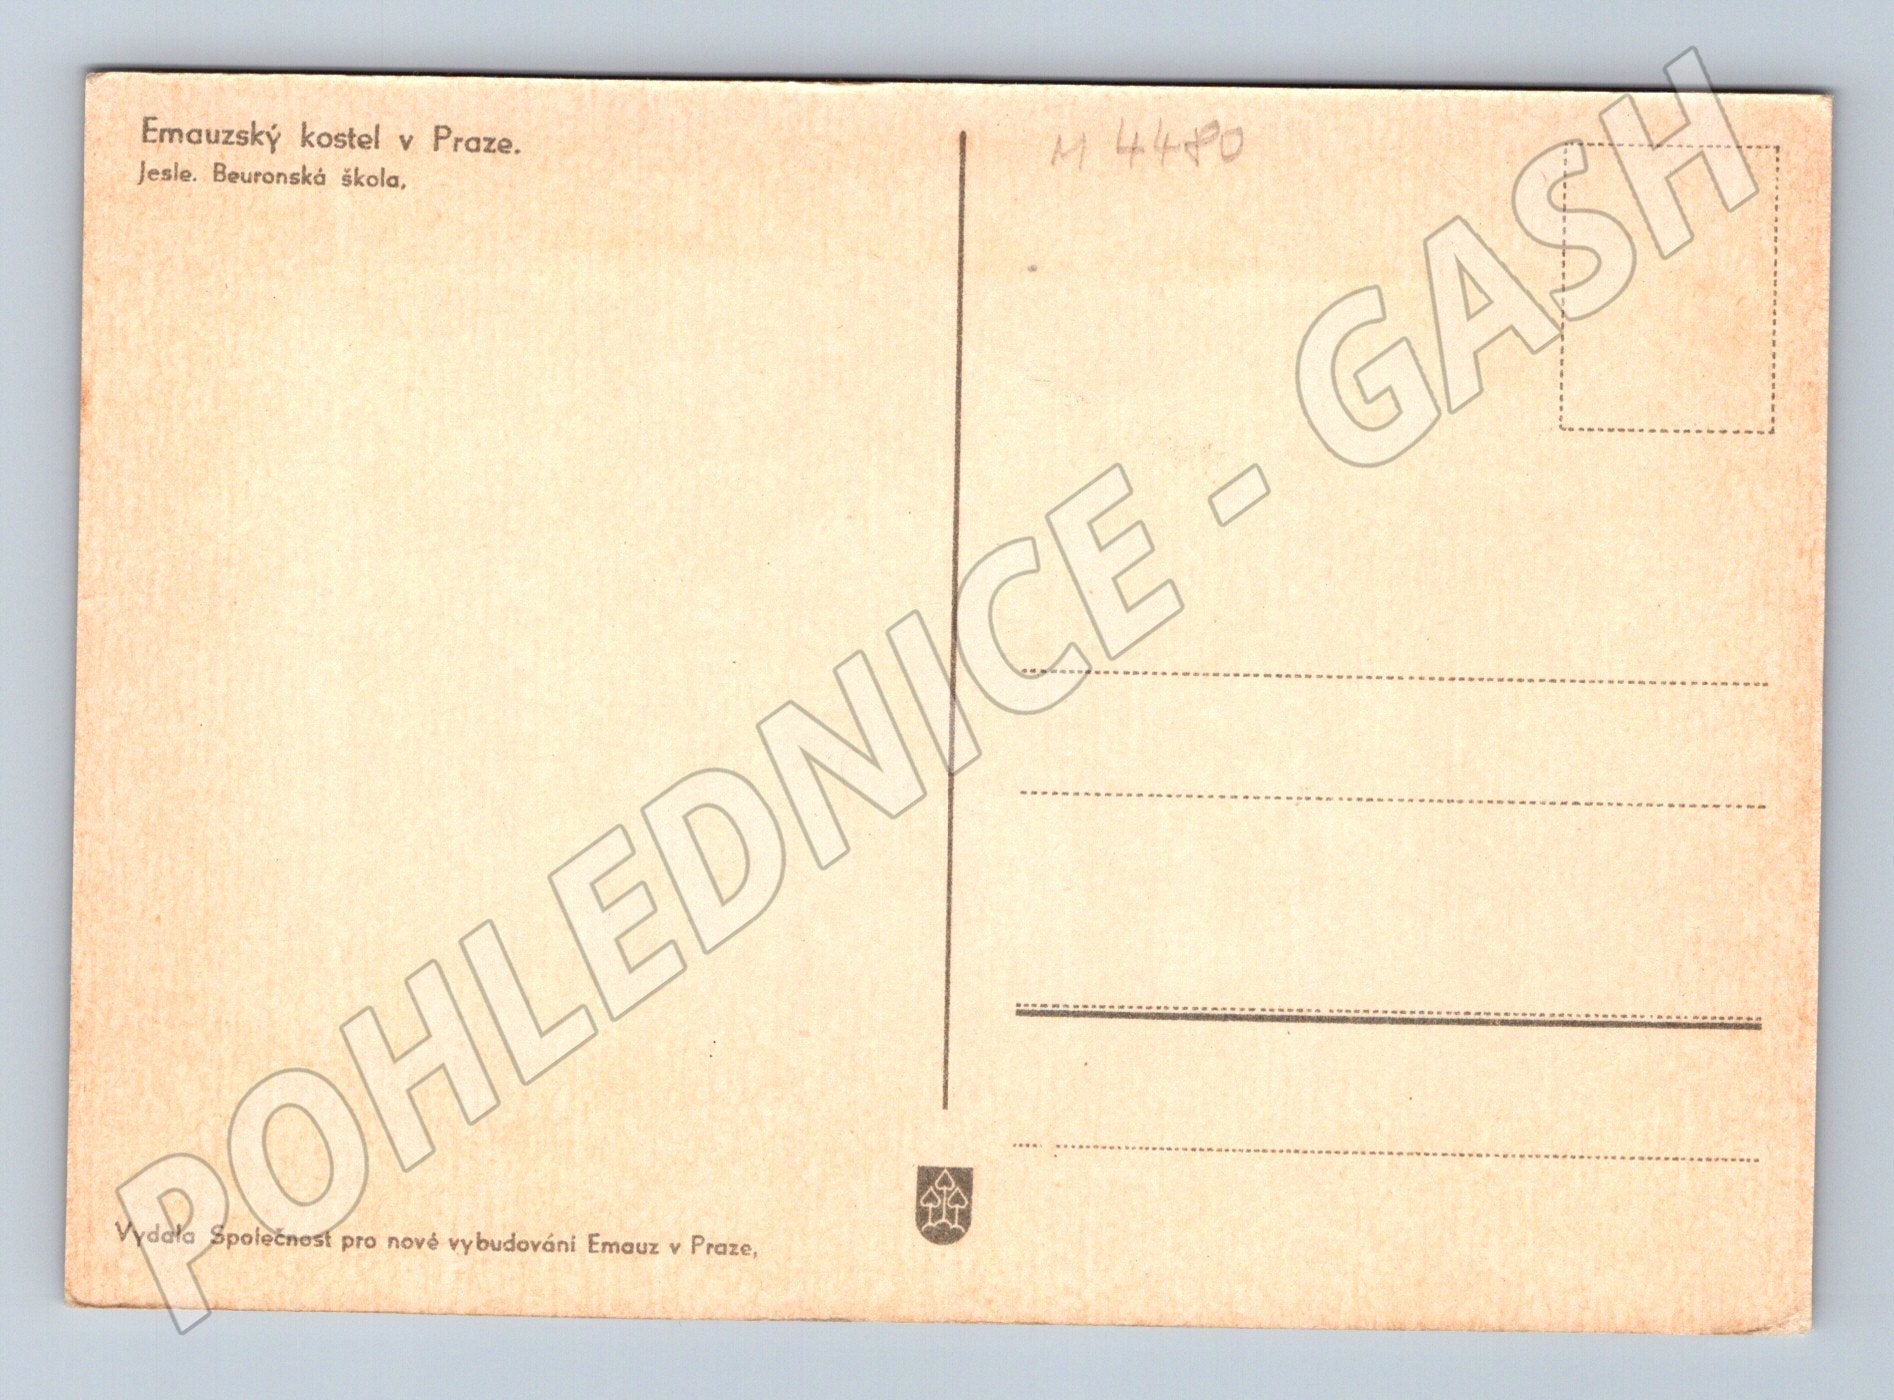 Emauzský kostel v Praze.
Jesle. Beuronská škola,
M 4480
POHLEDNICE - GASH
Vydala Společnost pro nové vybudování Emauz v Praze,